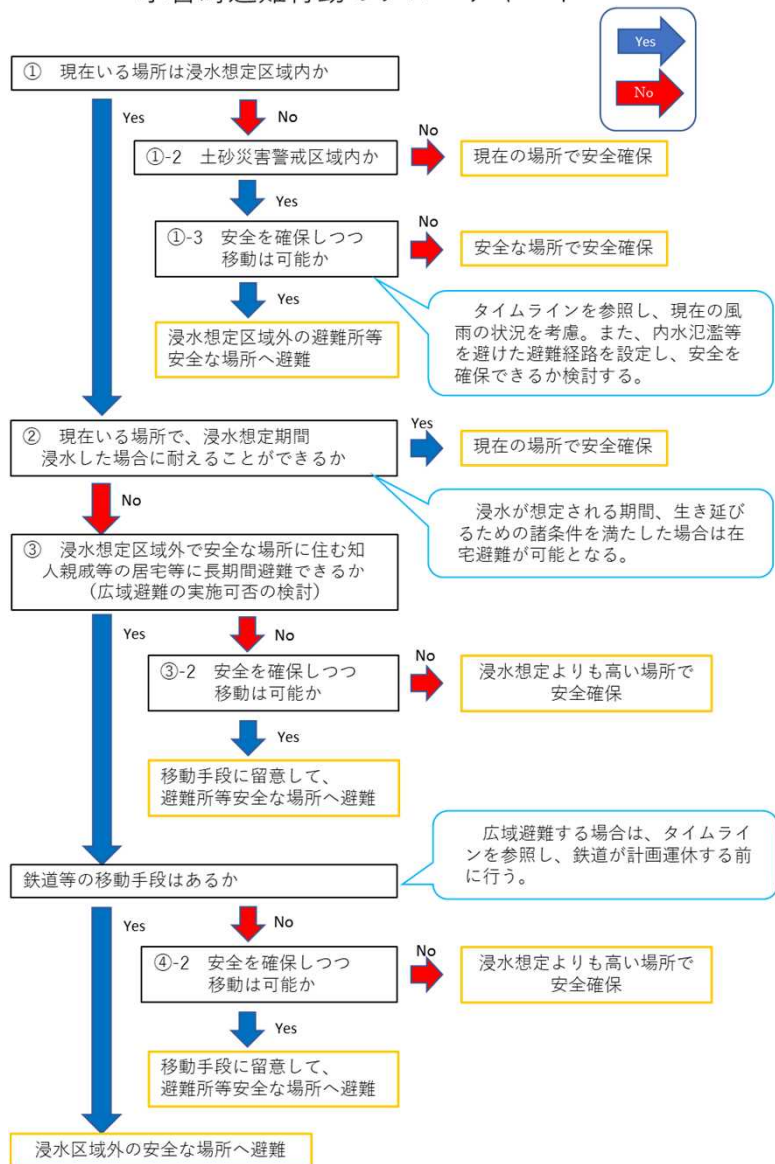 Yes
No
① 現在いる場所は浸水想定区域内か
Yes
No
①-2 土砂災害警戒区域内か
No
現在の場所で安全確保
Yes
①-3 安全を確保しつつ
移動は可能か
No
安全な場所で安全確保
Yes
浸水想定区域外の避難所等
安全な場所へ避難
タイムラインを参照し、現在の風
雨の状況を考慮。また、内水氾濫等
を避けた避難経路を設定し、安全を
確保できるか検討する。
② 現在いる場所で、浸水想定期間
浸水した場合に耐えることができるか
Yes
現在の場所で安全確保
No
浸水が想定される期間、生き延び
るための諸条件を満たした場合は在
宅避難が可能となる。
③ 浸水想定区域外で安全な場所に住む知
人親戚等の居宅等に長期間避難できるか
(広域避難の実施可否の検討)
Yes
No
③-2 安全を確保しつつ
移動は可能か
No
浸水想定よりも高い場所で
安全確保
Yes
移動手段に留意して、
避難所等安全な場所へ避難
広域避難する場合は、タイムライ
ンを参照し、鉄道が計画運休する前
に行う。
鉄道等の移動手段はあるか
Yes
No
④-2 安全を確保しつつ
移動は可能か
No
浸水想定よりも高い場所で
安全確保
Yes
移動手段に留意して、
避難所等安全な場所へ避難
浸水区域外の安全な場所へ避難